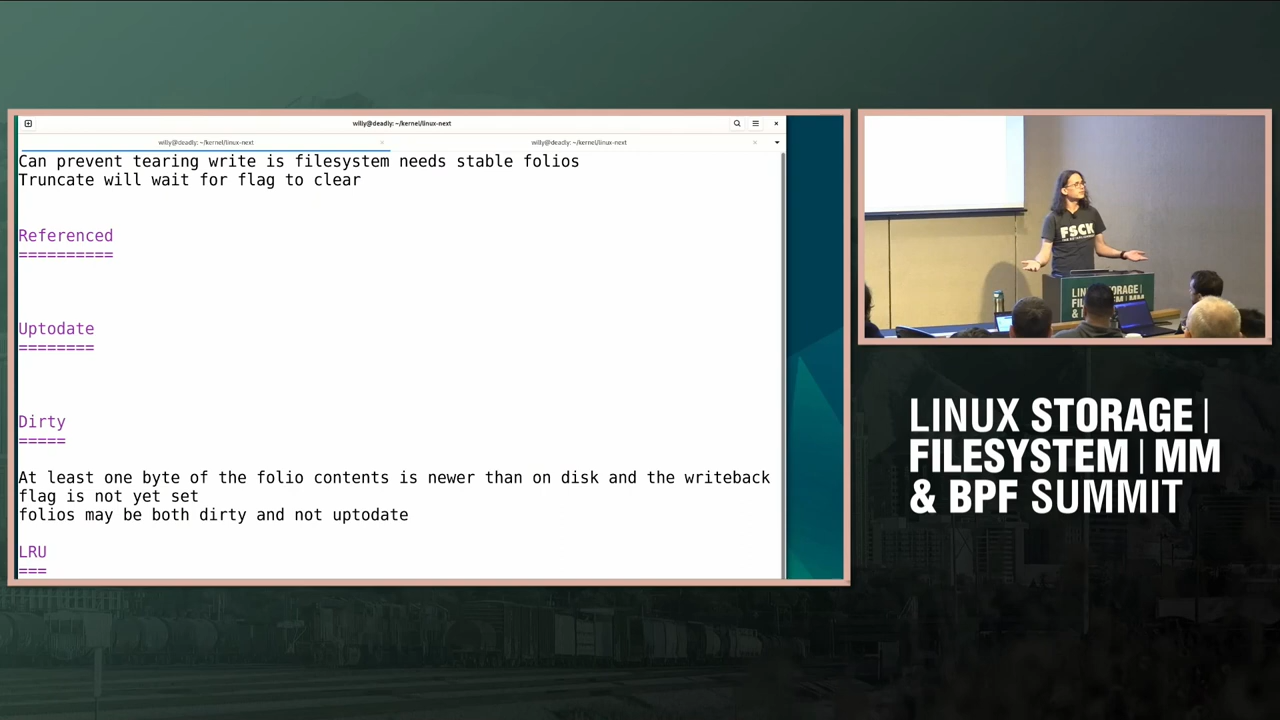 willy@deadly: ~/kernel/linux-next
willy@deadly: ~/kernel/linux-next
willy@deadly: ~/kernel/linux-next
Can prevent tearing write is filesystem needs stable folios
Truncate will wait for flag to clear
Referenced
==========
Uptodate
========
Dirty
=====
At least one byte of the folio contents is newer than on disk and the writeback
flag is not yet set
folios may be both dirty and not uptodate
LRU
===
FSCK
LINUX STORAGE |
FILESYSTEM | MM
& BPF SUMMIT